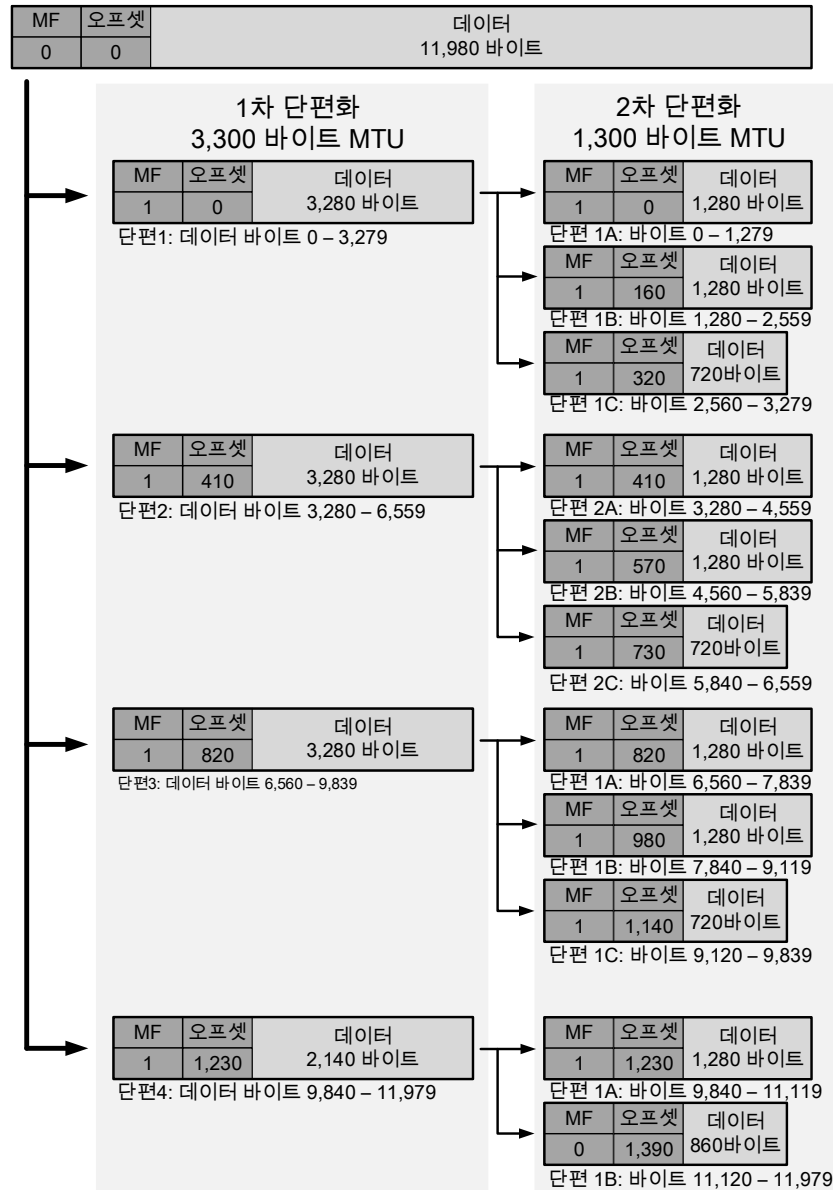 MF 오프셋 데이터
0 0 11,980 바이트
1차 단편화
3,300 바이트 MTU
MF 오프셋 데이터
1 0 3,280 바이트
단편1: 데이터 바이트 0 – 3,279
MF 오프셋 데이터
1 410 3,280 바이트
단편2: 데이터 바이트 3,280 – 6,559
MF 오프셋 데이터
1 820 3,280 바이트
단편3: 데이터 바이트 6,560 – 9,839
MF 오프셋 데이터
1 1,230 2,140 바이트
단편4: 데이터 바이트 9,840 – 11,979
2차 단편화
1,300 바이트 MTU
MF 오프셋 데이터
1 0 1,280 바이트
단편 1A: 바이트 0 – 1,279
MF 오프셋 데이터
1 160 1,280 바이트
단편 1B: 바이트 1,280 – 2,559
MF 오프셋 데이터
1 320 720바이트
단편 1C: 바이트 2,560 – 3,279
MF 오프셋 데이터
1 410 1,280 바이트
단편 2A: 바이트 3,280 – 4,559
MF 오프셋 데이터
1 570 1,280 바이트
단편 2B: 바이트 4,560 – 5,839
MF 오프셋 데이터
1 730 720바이트
단편 2C: 바이트 5,840 – 6,559
MF 오프셋 데이터
1 820 1,280 바이트
단편 1A: 바이트 6,560 – 7,839
MF 오프셋 데이터
1 980 1,280 바이트
단편 1B: 바이트 7,840 – 9,119
MF 오프셋 데이터
1 1,140 720바이트
단편 1C: 바이트 9,120 – 9,839
MF 오프셋 데이터
1 1,230 1,280 바이트
단편 1A: 바이트 9,840 – 11,119
MF 오프셋 데이터
0 1,390 860바이트
단편 1B: 바이트 11,120 – 11,979